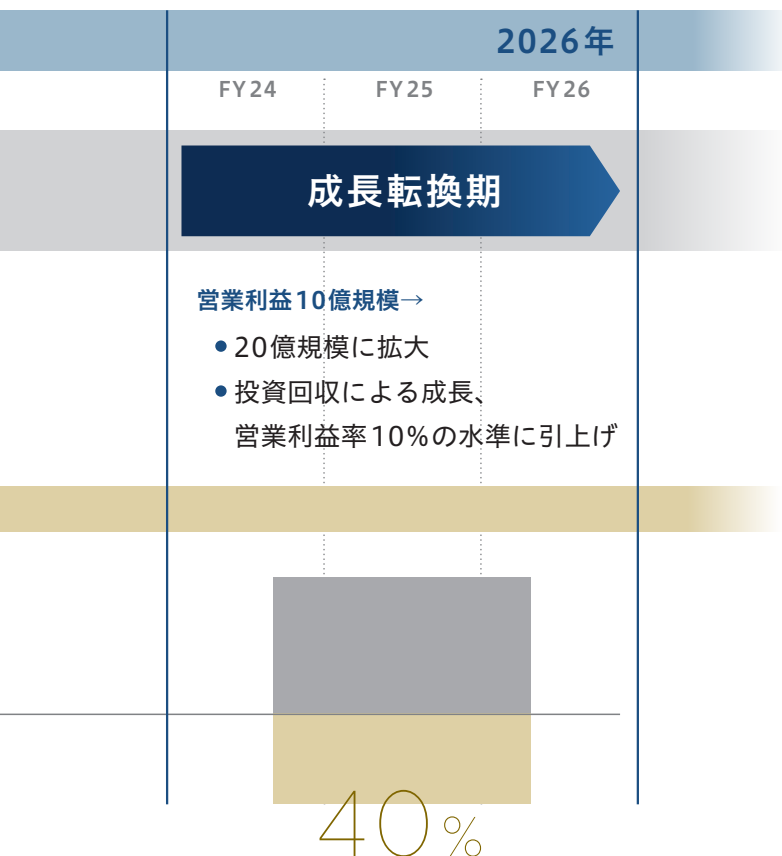 2026年
FY24 FY25 FY26
成長転換期
営業利益10億規模→
●20億規模に拡大
●投資回収による成長、
営業利益率10%の水準に引上げ
40%